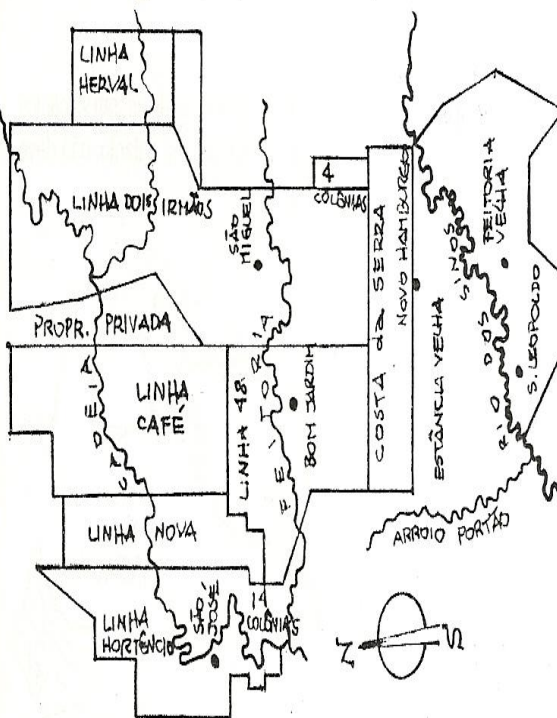 LINHA
HERVAL
LINHA DOIS IRMÃOS
SÃO
MIGUEL
4
COLÔNIAS
COSTA da SERRA
NOVO HAMBURGO
ESTÂNCIA VELHA
RIO DOS SINOS
FEITORIA
VELHA
S. LEOPOLDO
PROPR. PRIVADA
CADEIA
LINHA
CAFÉ
LINHA 48
FEITORIA
BOM JARDIM
ARROIO PORTÃO
LINHA NOVA
LINHA
HORTÊNCIO
SÃO
JOSÉ
14
COLÔNIAS
N
S